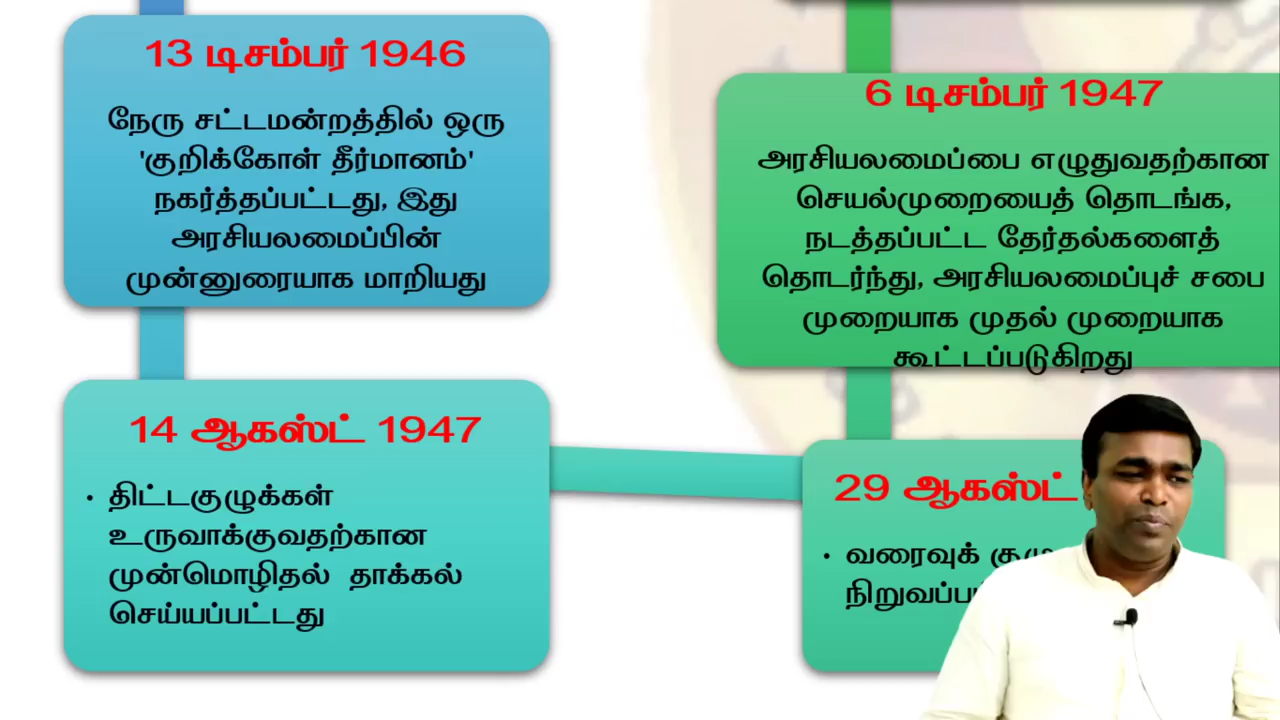 13 டிசம்பர் 1946
நேரு சட்டமன்றத்தில் ஒரு
'குறிக்கோள் தீர்மானம்'
நகர்த்தப்பட்டது, இது
அரசியலமைப்பின்
முன்னுரையாக மாறியது
14 ஆகஸ்ட் 1947
• திட்டகுழுக்கள்
உருவாக்குவதற்கான
முன்மொழிதல் தாக்கல்
செய்யப்பட்டது
6 டிசம்பர் 1947
அரசியலமைப்பை எழுதுவதற்கான
செயல்முறையைத் தொடங்க,
நடத்தப்பட்ட தேர்தல்களைத்
தொடர்ந்து, அரசியலமைப்புச் சபை
முறையாக முதல் முறையாக
கூட்டப்படுகிறது
29 ஆகஸ்ட்
• வரைவுக்